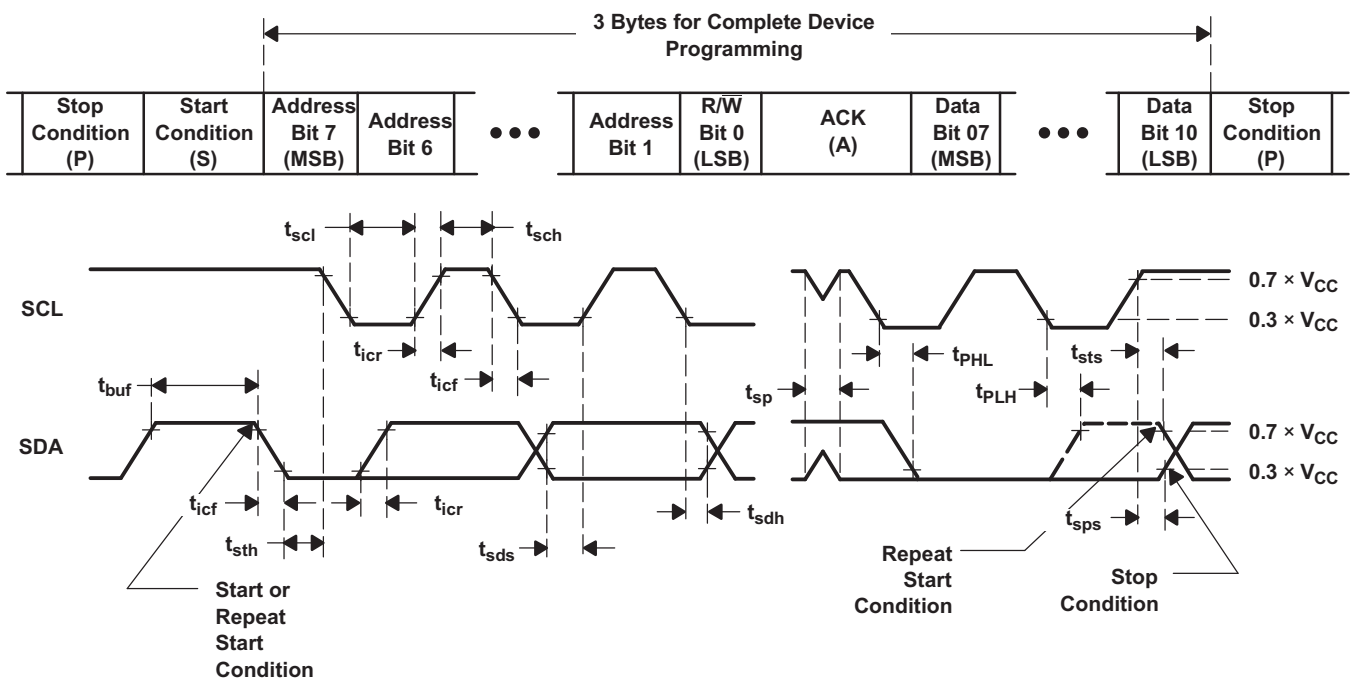 3 Bytes for Complete Device
Programming
Stop
Condition
(P)
Start
Condition
(S)
Address
Bit 7
(MSB)
Address
Bit 6
•••
Address
Bit 1
R/W̅
Bit 0
(LSB)
ACK
(A)
Data
Bit 07
(MSB)
•••
Data
Bit 10
(LSB)
Stop
Condition
(P)
tscl
tsch
SCL
0.7 × VCC
0.3 × VCC
ticr
ticf
tPHL
tsts
tbuf
tsp
tPLH
SDA
0.7 × VCC
0.3 × VCC
ticf
ticr
tsdh
tsth
tsds
tsps
Start or
Repeat
Start
Condition
Repeat
Start
Condition
Stop
Condition